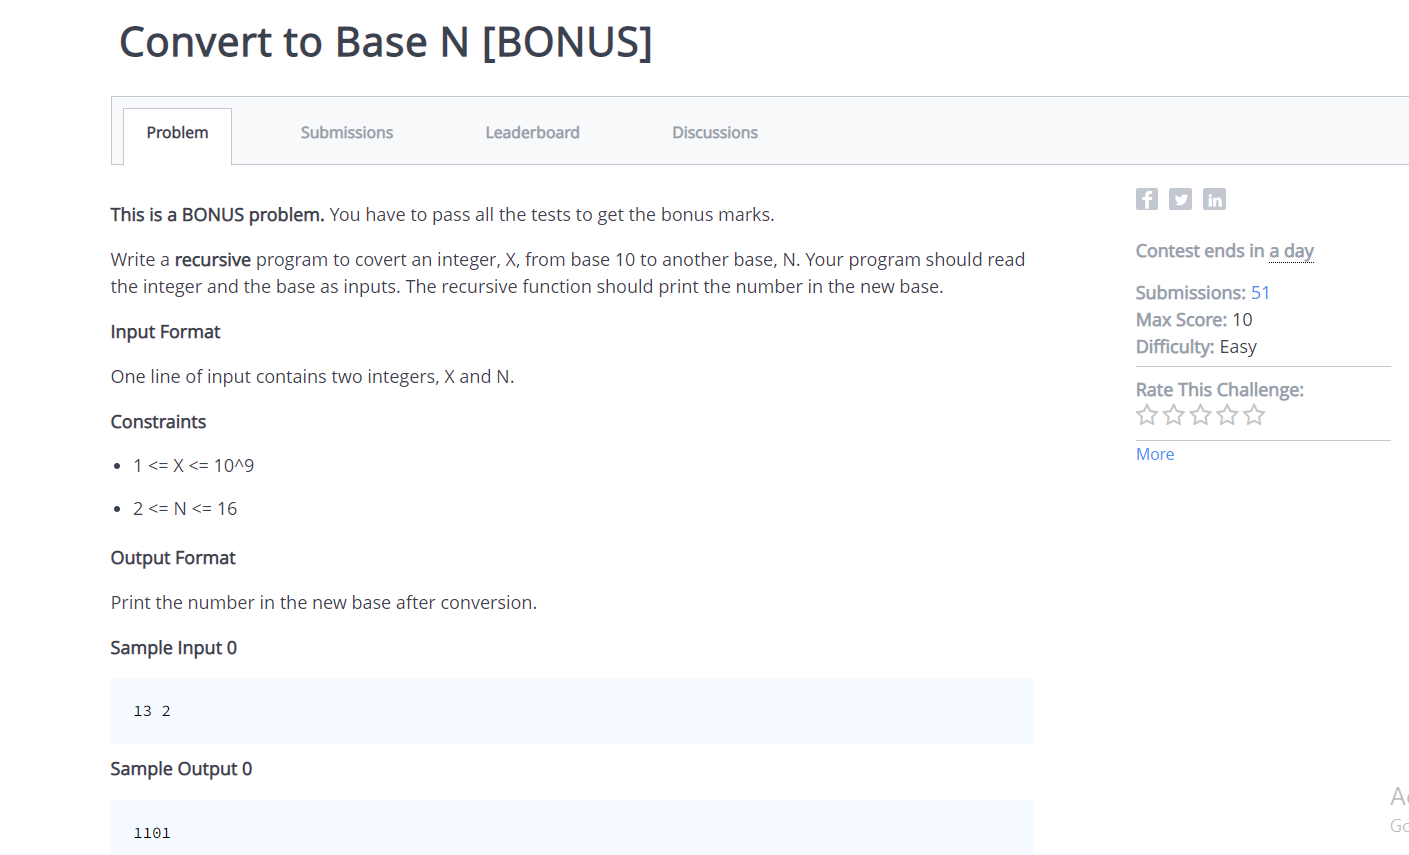 Convert to Base N [BONUS]
Problem
Submissions
Leaderboard
Discussions
This is a BONUS problem. You have to pass all the tests to get the bonus marks.
Write a recursive program to covert an integer, X, from base 10 to another base, N. Your program should read
the integer and the base as inputs. The recursive function should print the number in the new base.
Input Format
One line of input contains two integers, X and N.
Constraints
• 1 <= X <= 10^9
• 2 <= N <= 16
Output Format
Print the number in the new base after conversion.
Sample Input 0
13 2
Sample Output 0
1101
Contest ends in a day
Submissions: 51
Max Score: 10
Difficulty: Easy
Rate This Challenge:
More